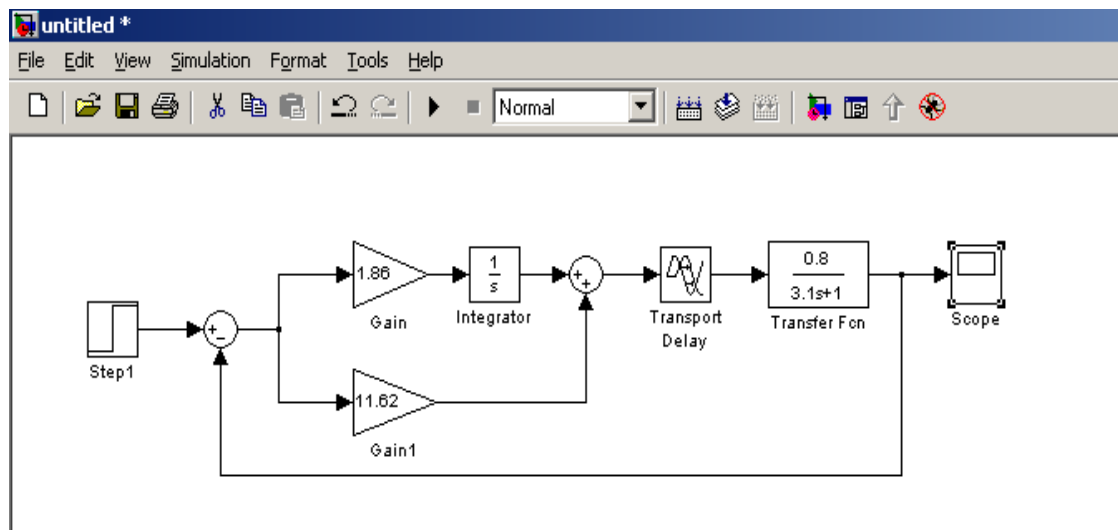 untitled *
File Edit View Simulation Format Tools Help
Normal
1.86
Gain
1
s
Integrator
+
+
Transport
Delay
0.8
3.1s+1
Transfer Fcn
Scope
Step1
+
−
11.62
Gain1